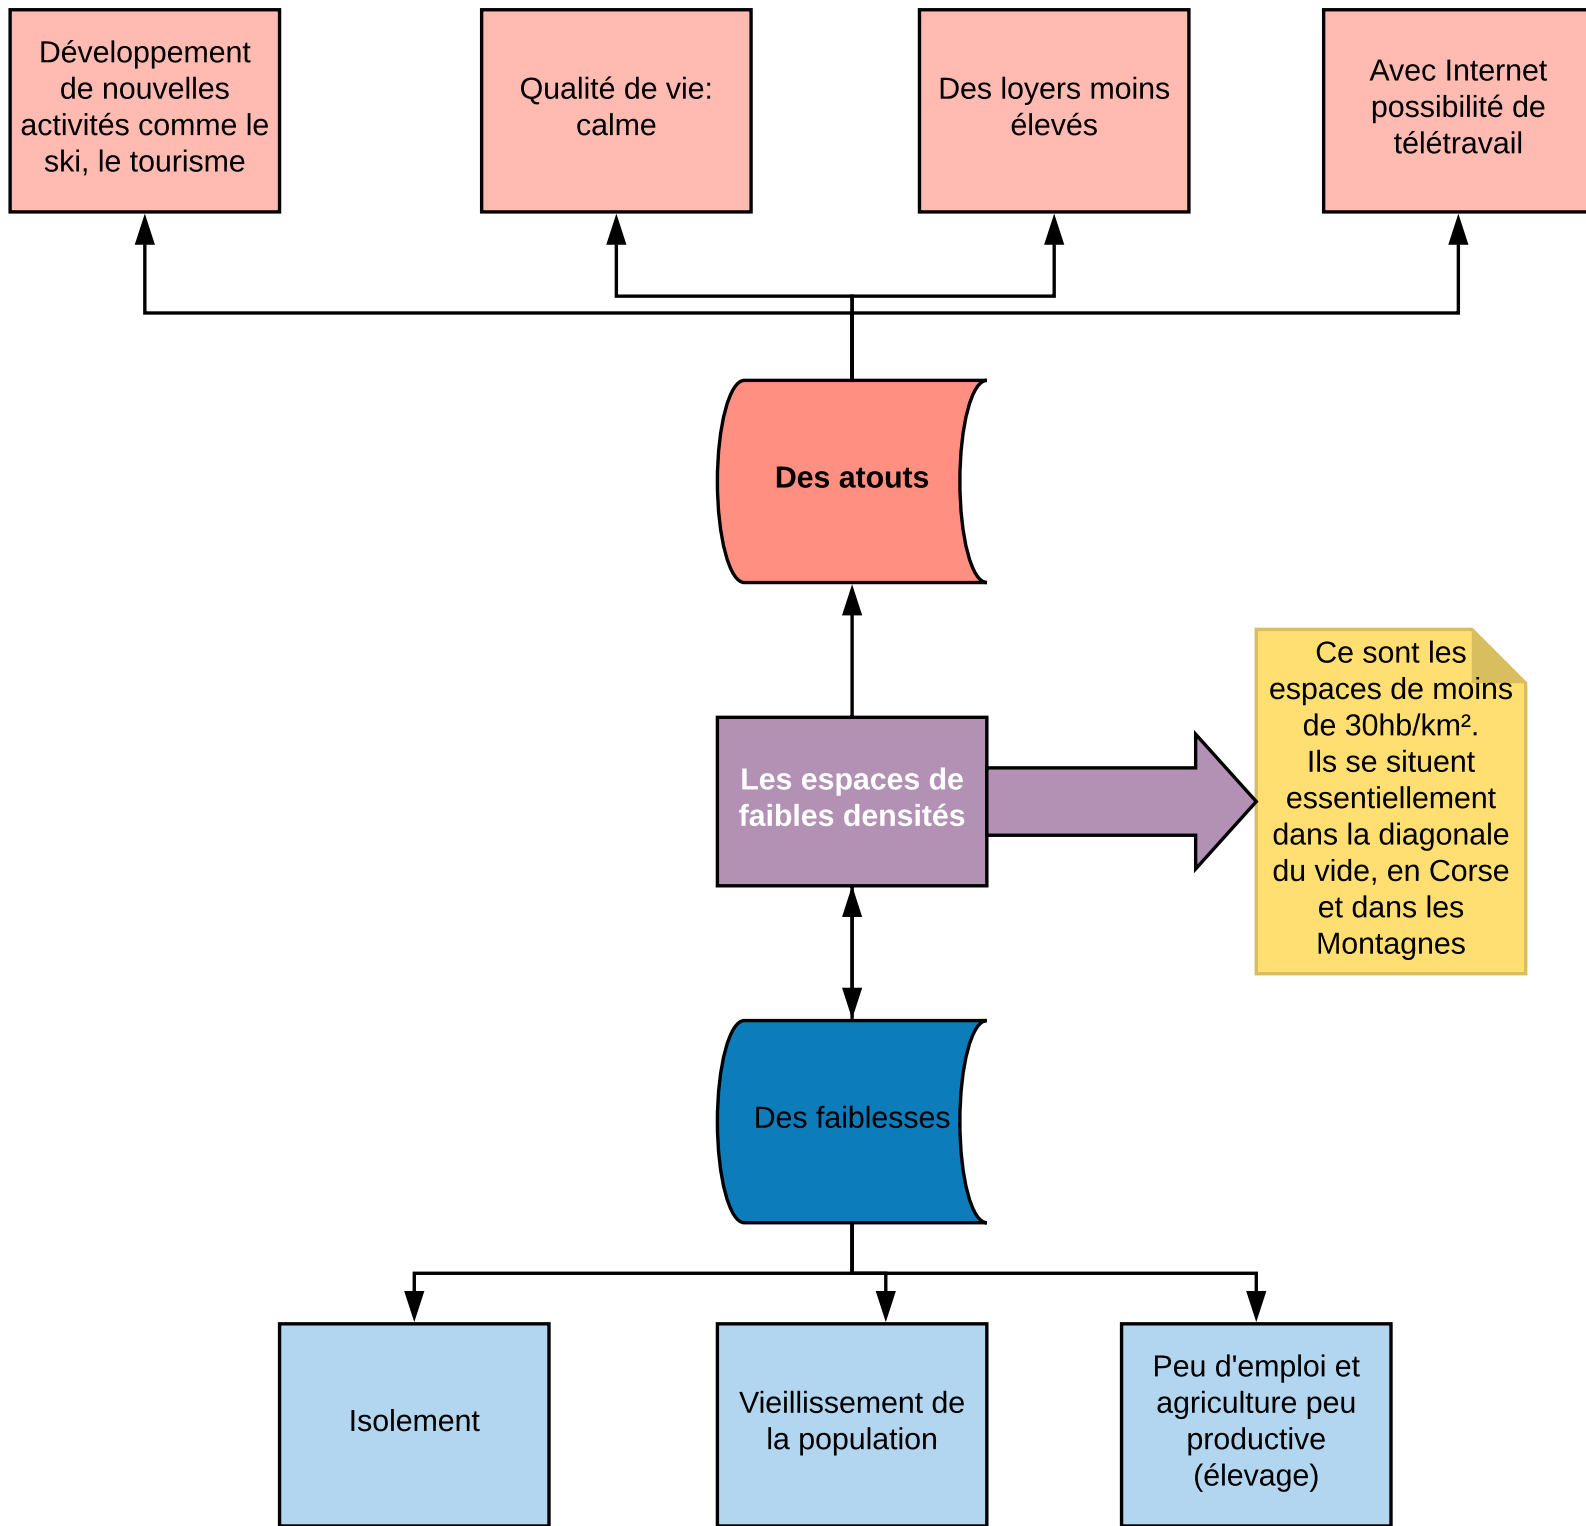 Développement
de nouvelles
activités comme le
ski, le tourisme
Qualité de vie:
calme
Des loyers moins
élevés
Avec Internet
possibilité de
télétravail
Des atouts
Les espaces de
faibles densités
Ce sont les
espaces de moins
de 30hb/km².
Ils se situent
essentiellement
dans la diagonale
du vide, en Corse
et dans les
Montagnes
Des faiblesses
Isolement
Vieillissement de
la population
Peu d'emploi et
agriculture peu
productive
(élevage)